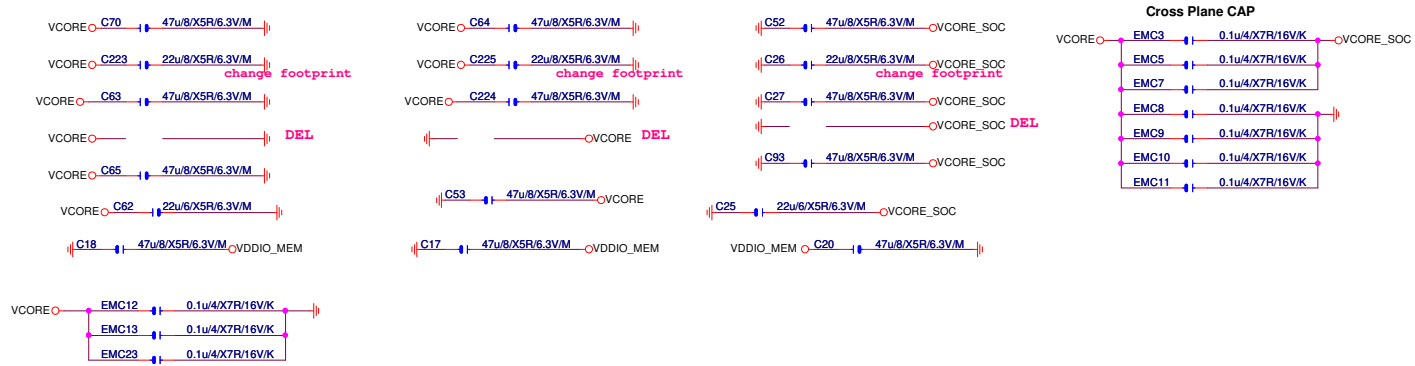 Cross Plane CAP
VCORE C70 47u/8/X5R/6.3V/M
VCORE C64 47u/8/X5R/6.3V/M
C52 47u/8/X5R/6.3V/M VCORE_SOC
VCORE EMC3 0.1u/4/X7R/16V/K VCORE_SOC
EMC5 0.1u/4/X7R/16V/K
EMC7 0.1u/4/X7R/16V/K
EMC8 0.1u/4/X7R/16V/K
EMC9 0.1u/4/X7R/16V/K
EMC10 0.1u/4/X7R/16V/K
EMC11 0.1u/4/X7R/16V/K
VCORE C223 22u/8/X5R/6.3V/M
change footprint
VCORE C225 22u/8/X5R/6.3V/M
change footprint
C26 22u/8/X5R/6.3V/M VCORE_SOC
change footprint
VCORE C63 47u/8/X5R/6.3V/M
VCORE C224 47u/8/X5R/6.3V/M
C27 47u/8/X5R/6.3V/M VCORE_SOC
VCORE DEL
VCORE DEL
VCORE_SOC DEL
VCORE C65 47u/8/X5R/6.3V/M
C93 47u/8/X5R/6.3V/M VCORE_SOC
VCORE C62 22u/6/X5R/6.3V/M
C53 47u/8/X5R/6.3V/M VCORE
C25 22u/6/X5R/6.3V/M VCORE_SOC
C18 47u/8/X5R/6.3V/M VDDIO_MEM
C17 47u/8/X5R/6.3V/M VDDIO_MEM
VDDIO_MEM C20 47u/8/X5R/6.3V/M
VCORE EMC12 0.1u/4/X7R/16V/K
EMC13 0.1u/4/X7R/16V/K
EMC23 0.1u/4/X7R/16V/K